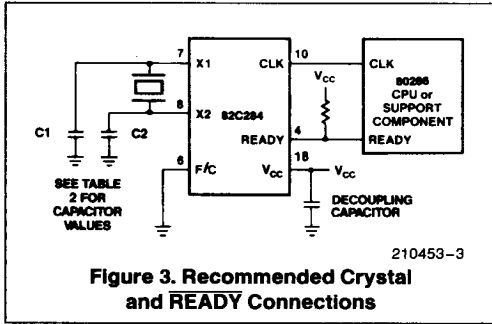 7
X1
8
X2
C1
C2
6
F/C
SEE TABLE
2 FOR
CAPACITOR
VALUES
82C284
CLK
10
READY
4
VCC
18
VCC
VCC
DECOUPLING
CAPACITOR
CLK
80286
CPU or
SUPPORT
COMPONENT
READY
210453-3
Figure 3. Recommended Crystal
and READY Connections